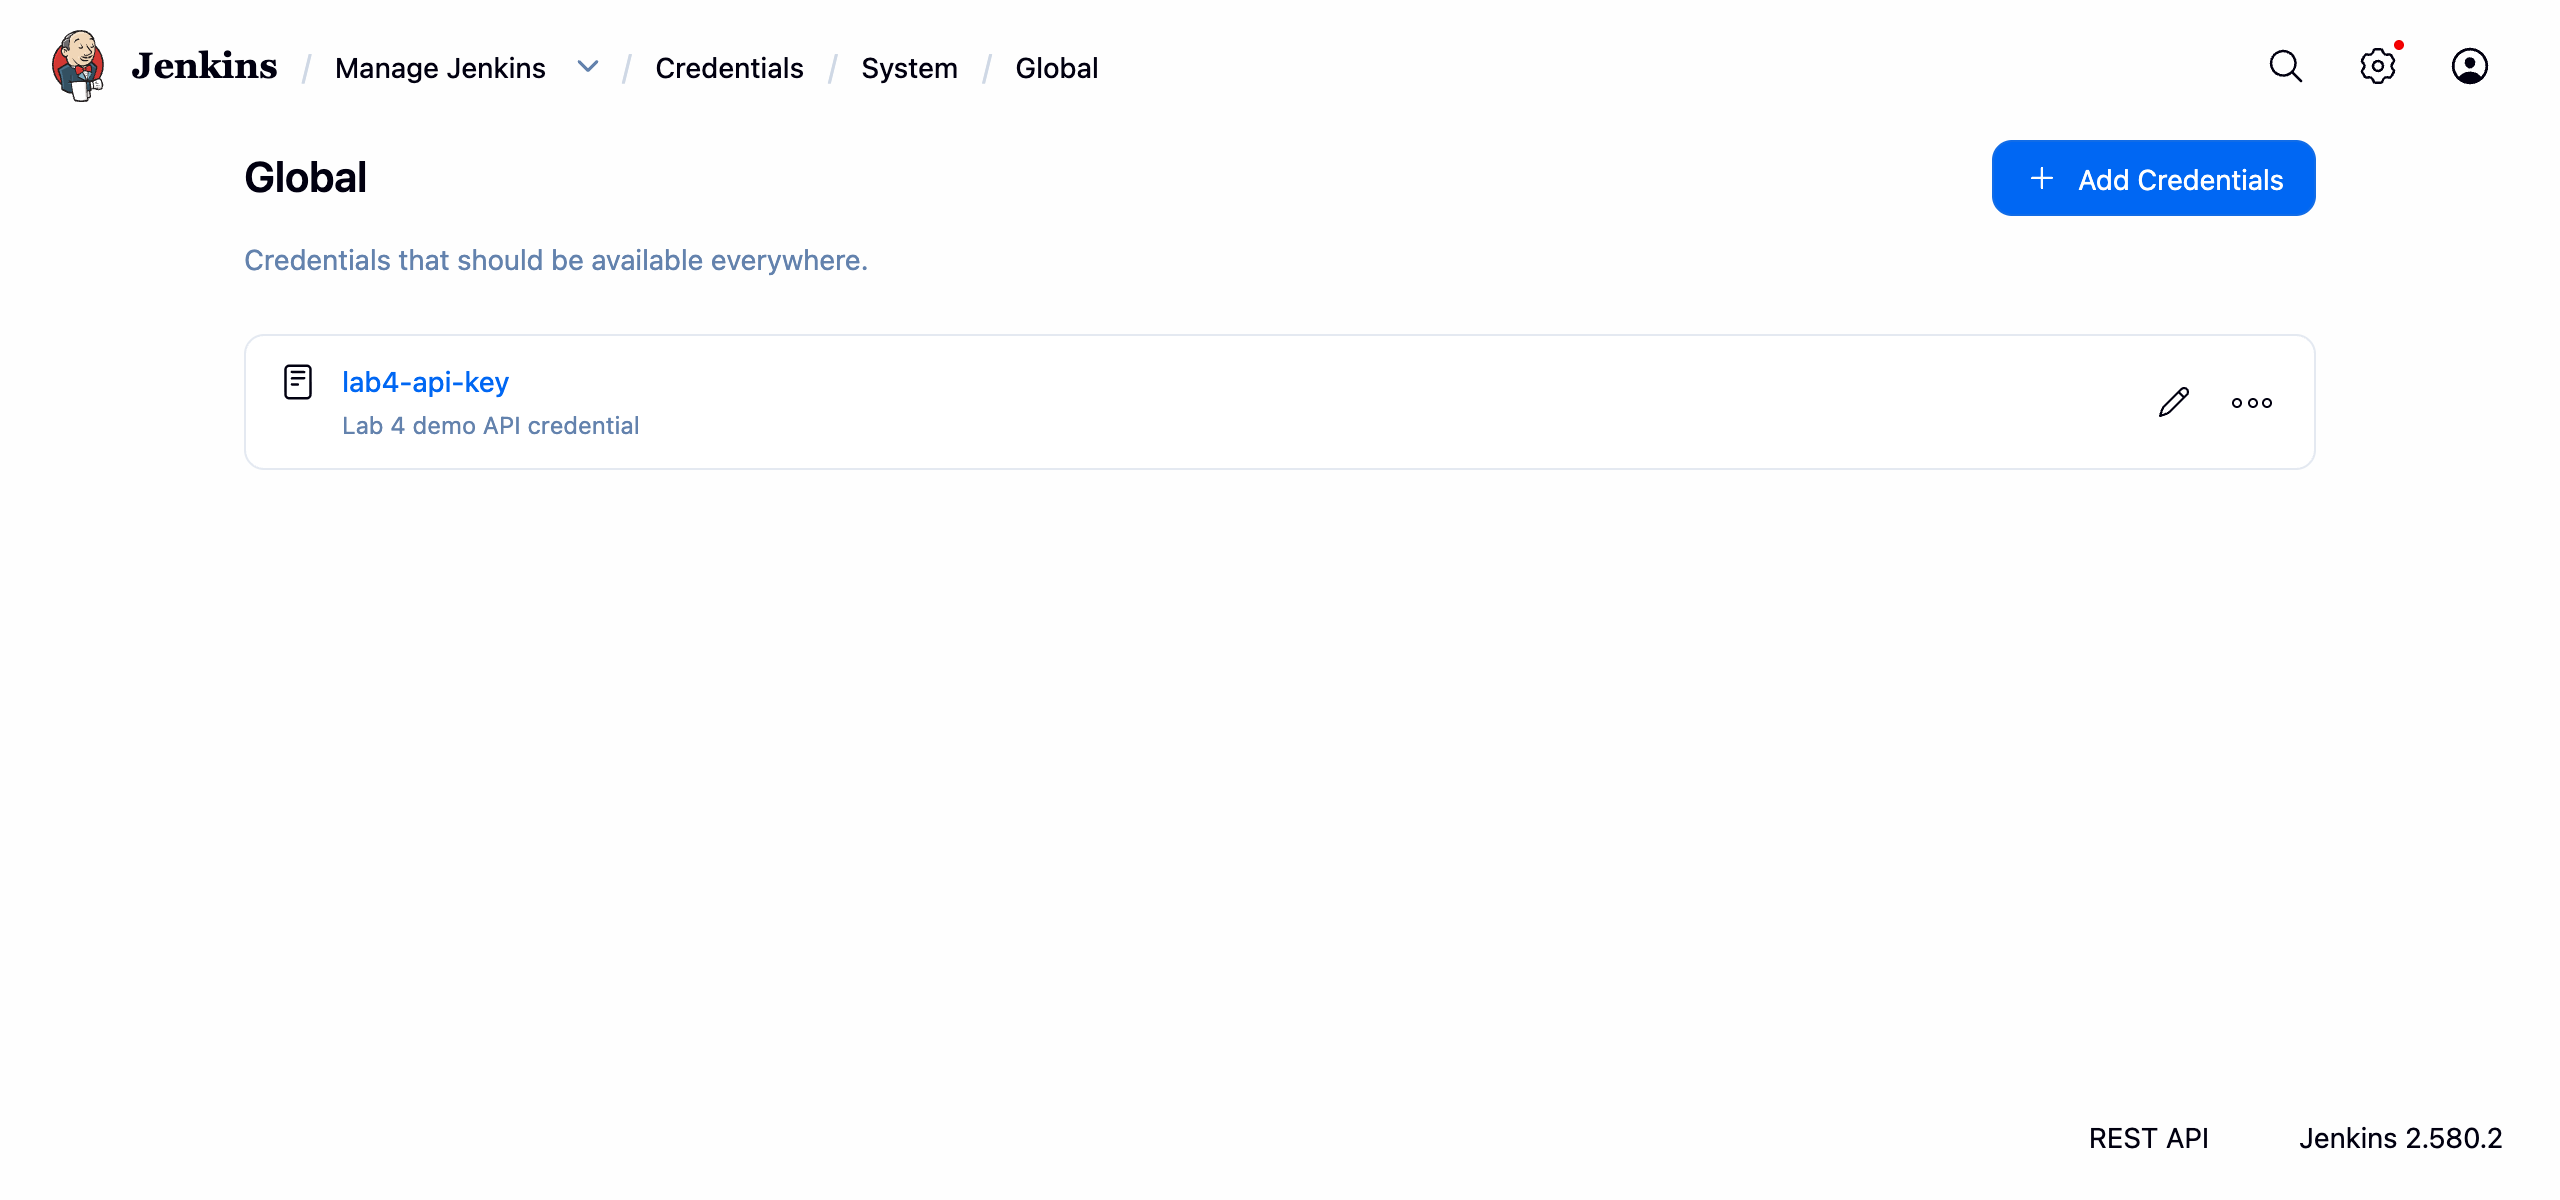 Jenkins / Manage Jenkins / Credentials / System / Global
Global
+ Add Credentials
Credentials that should be available everywhere.
lab4-api-key
Lab 4 demo API credential
REST API
Jenkins 2.580.2